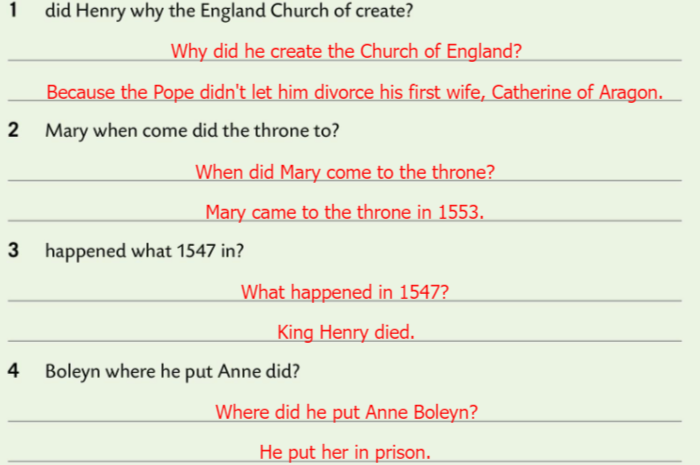 1 did Henry why the England Church of create?
Why did he create the Church of England?
Because the Pope didn't let him divorce his first wife, Catherine of Aragon.
2 Mary when come did the throne to?
When did Mary come to the throne?
Mary came to the throne in 1553.
3 happened what 1547 in?
What happened in 1547?
King Henry died.
4 Boleyn where he put Anne did?
Where did he put Anne Boleyn?
He put her in prison.